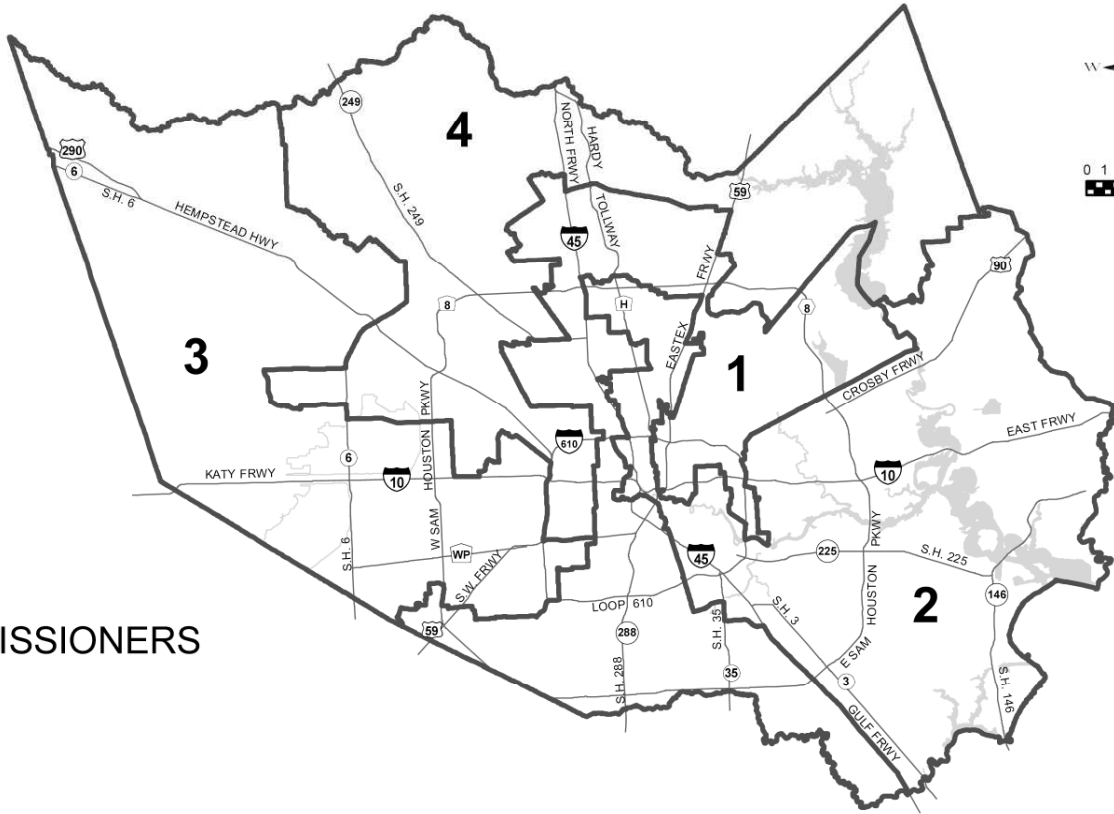 W
0 1
249
4
NORTH FRWY
HARDY
TOLLWAY
290
6
S.H. 6
S.H. 249
59
HEMPSTEAD HWY
45
FRWY
90
8
H
8
3
EASTEX
1
CROSBY FRWY
HOUSTON PKWY
W SAM
610
EAST FRWY
6
KATY FRWY
10
10
HOUSTON PKWY
E SAM
S.H. 6
WP
S.W. FRWY
45
225
S.H. 225
146
2
LOOP 610
S.H. 3
59
288
S.H. 35
ISSIONERS
S.H. 288
35
3
S.H. 146
GULF FRWY